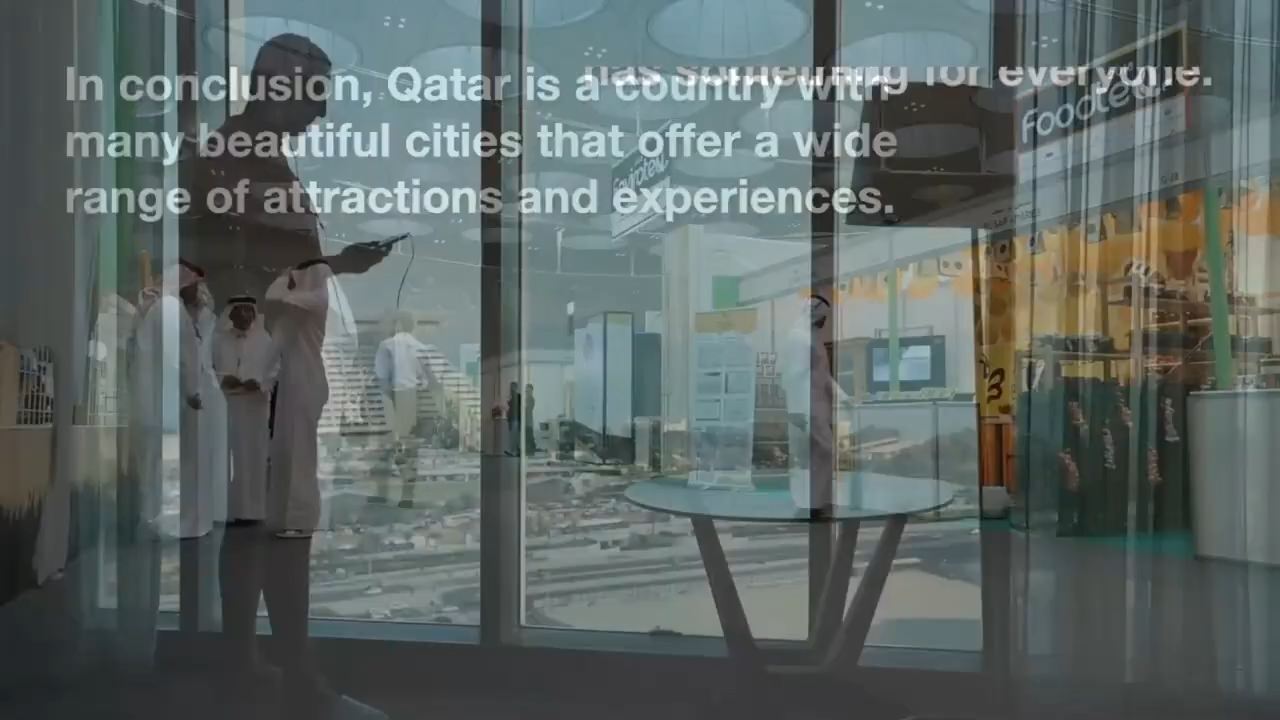 In conclusion, Qatar is a country with
many beautiful cities that offer a wide
range of attractions and experiences.
has something for everyone.
foodteQ